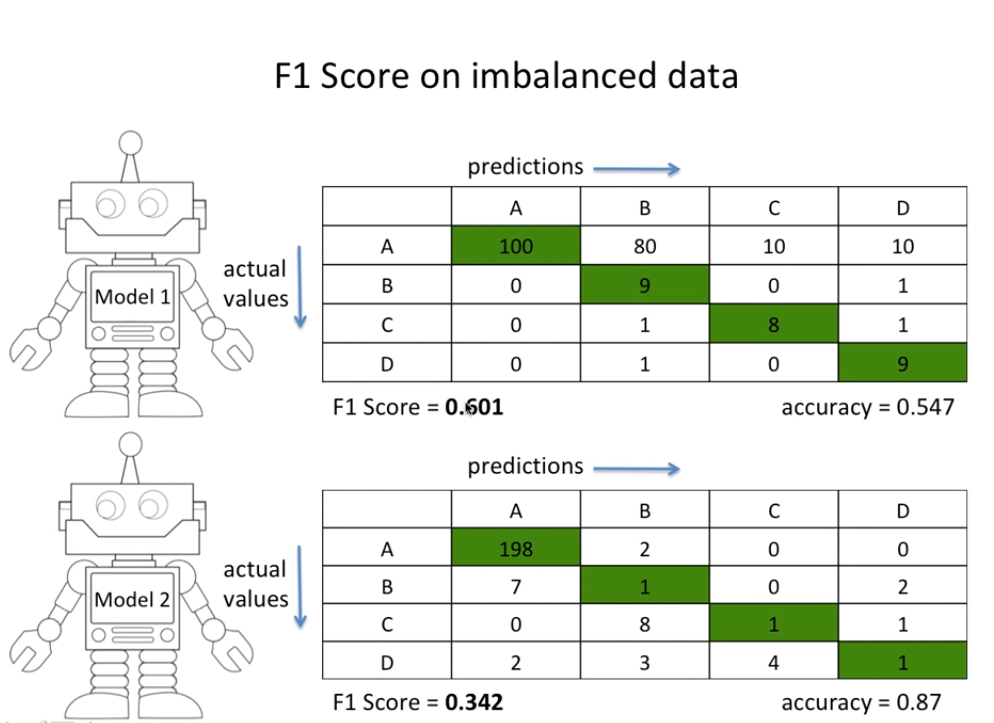 F1 Score on imbalanced data
predictions
A B C D
actual values
Model 1
A 100 80 10 10
B 0 9 0 1
C 0 1 8 1
D 0 1 0 9
F1 Score = 0.601 accuracy = 0.547
predictions
A B C D
actual values
Model 2
A 198 2 0 0
B 7 1 0 2
C 0 8 1 1
D 2 3 4 1
F1 Score = 0.342 accuracy = 0.87